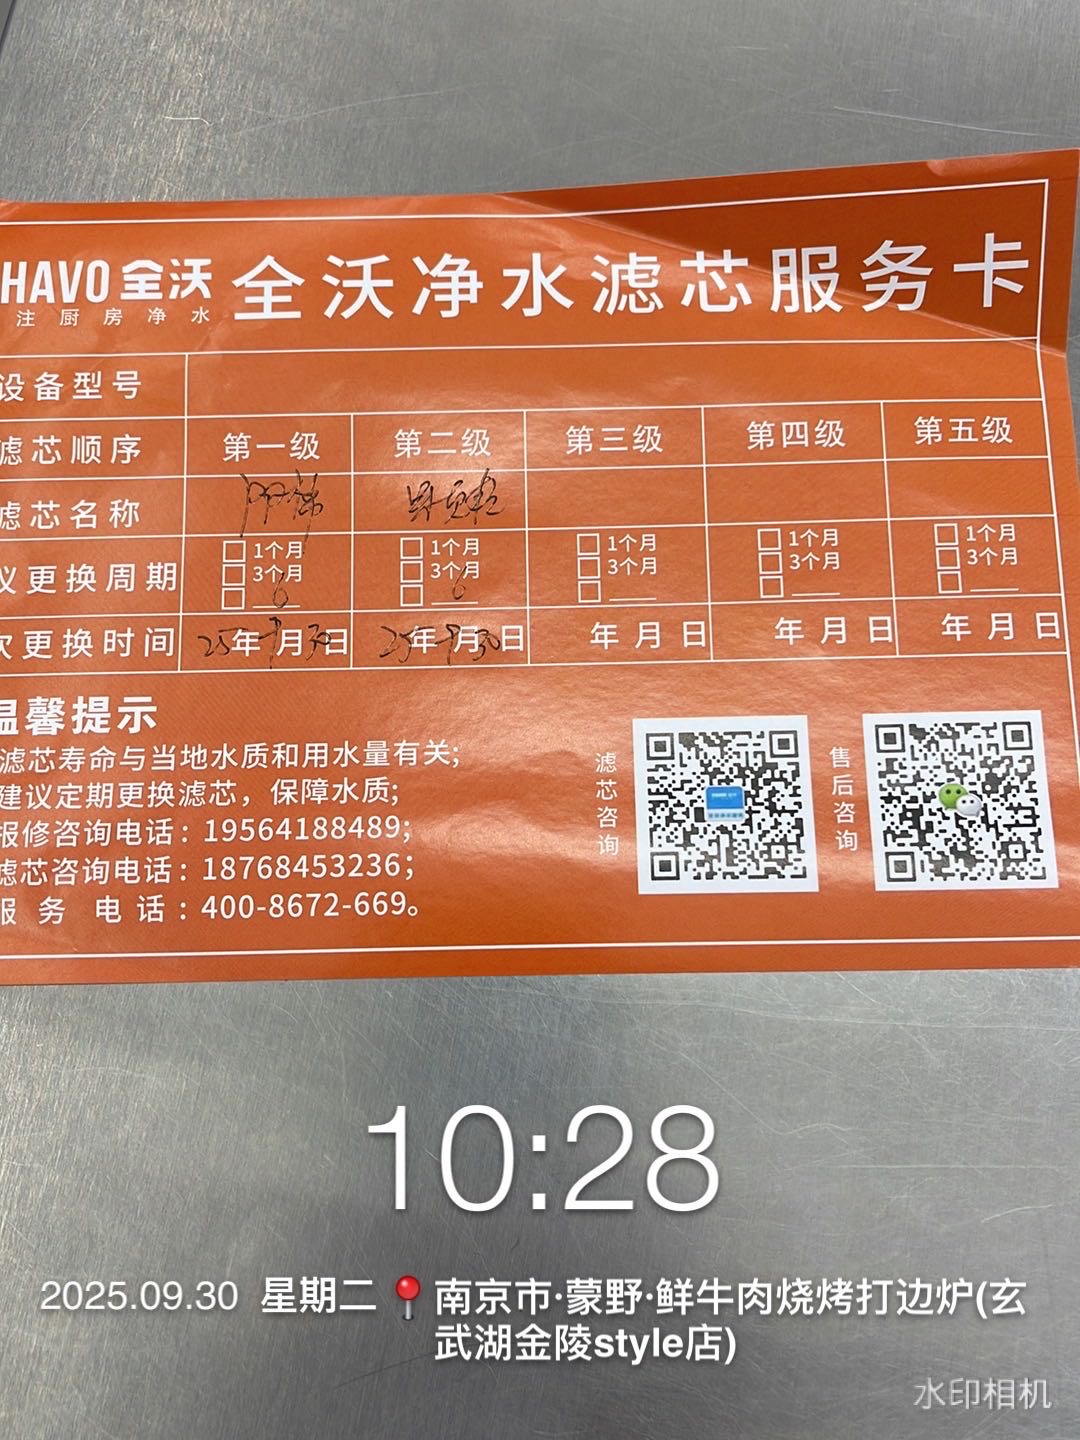 HAVO 全沃 全沃净水滤芯服务卡
注厨房净水
设备型号
滤芯顺序 第一级 第二级 第三级 第四级 第五级
滤芯名称
议更换周期 1个月 1个月 1个月 1个月 1个月
3个月 3个月 3个月 3个月 3个月
6 6
次更换时间 25年9月30日 25年9月30日 年月日 年月日 年月日
温馨提示
滤芯寿命与当地水质和用水量有关;
建议定期更换滤芯，保障水质;
报修咨询电话：19564188489;
滤芯咨询电话：18768453236;
服务电话：400-8672-669。
滤芯咨询
售后咨询
10:28
2025.09.30 星期二 南京市·蒙野·鲜牛肉烧烤打边炉(玄
武湖金陵style店)
水印相机